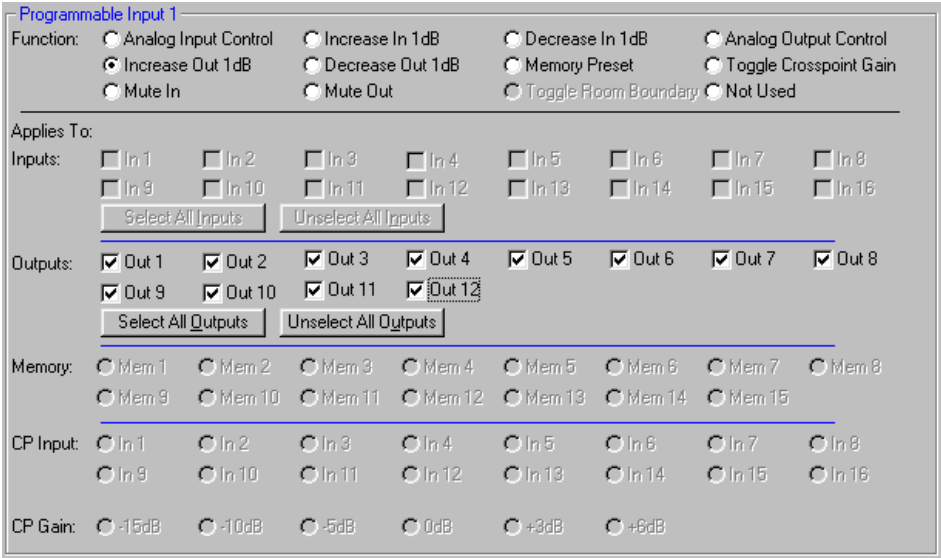 Programmable Input 1
Function: Analog Input Control Increase In 1dB Decrease In 1dB Analog Output Control
Increase Out 1dB Decrease Out 1dB Memory Preset Toggle Crosspoint Gain
Mute In Mute Out Toggle Room Boundary Not Used
Applies To:
Inputs: In 1 In 2 In 3 In 4 In 5 In 6 In 7 In 8
In 9 In 10 In 11 In 12 In 13 In 14 In 15 In 16
Select All Inputs Unselect All Inputs
Outputs: Out 1 Out 2 Out 3 Out 4 Out 5 Out 6 Out 7 Out 8
Out 9 Out 10 Out 11 Out 12
Select All Outputs Unselect All Outputs
Memory: Mem 1 Mem 2 Mem 3 Mem 4 Mem 5 Mem 6 Mem 7 Mem 8
Mem 9 Mem 10 Mem 11 Mem 12 Mem 13 Mem 14 Mem 15
CP Input: In 1 In 2 In 3 In 4 In 5 In 6 In 7 In 8
In 9 In 10 In 11 In 12 In 13 In 14 In 15 In 16
CP Gain: -15dB -10dB -5dB 0dB +3dB +6dB